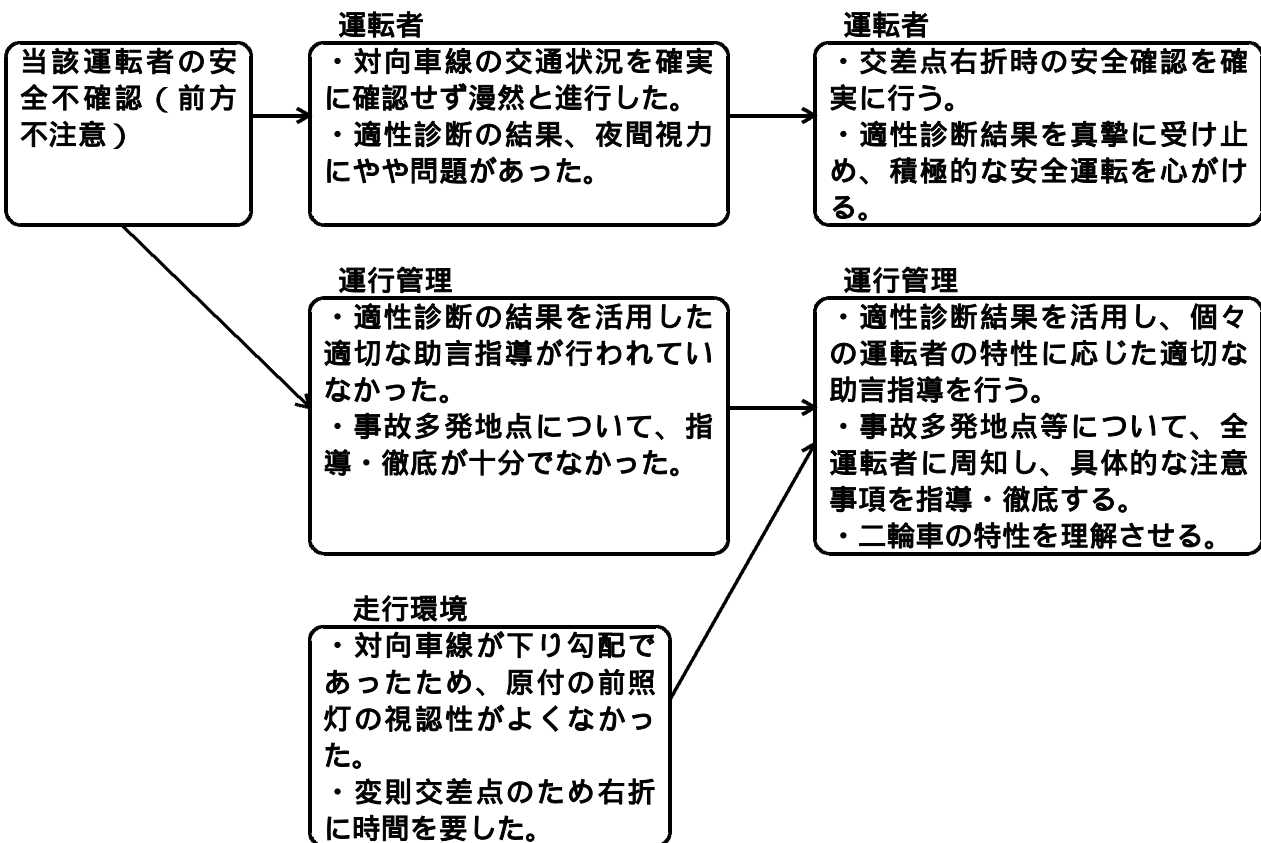 当該運転者の安
全不確認(前方
不注意)
運転者
・対向車線の交通状況を確実
に確認せず漫然と進行した。
・適性診断の結果、夜間視力
にやや問題があった。
運転者
・交差点右折時の安全確認を確
実に行う。
・適性診断結果を真摯に受け止
め、積極的な安全運転を心がけ
る。
運行管理
・適性診断の結果を活用した
適切な助言指導が行われてい
なかった。
・事故多発地点について、指
導・徹底が十分でなかった。
運行管理
・適性診断結果を活用し、個々
の運転者の特性に応じた適切な
助言指導を行う。
・事故多発地点等について、全
運転者に周知し、具体的な注意
事項を指導・徹底する。
・二輪車の特性を理解させる。
走行環境
・対向車線が下り勾配で
あったため、原付の前照
灯の視認性がよくなかっ
た。
・変則交差点のため右折
に時間を要した。